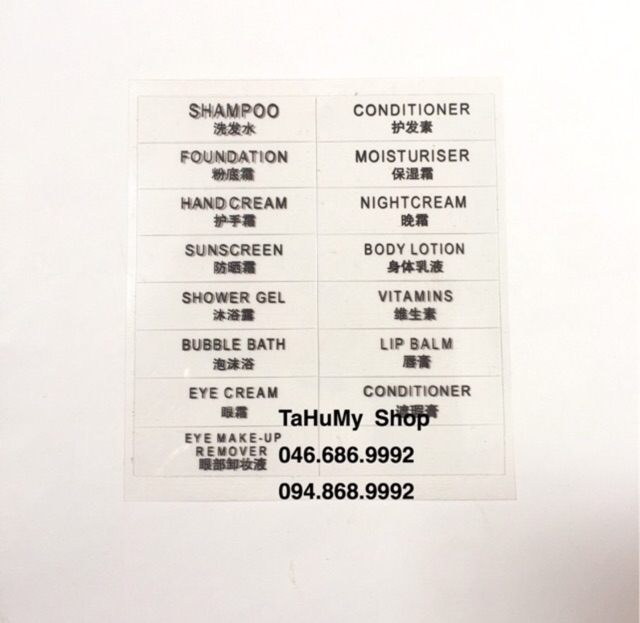 SHAMPOO
洗发水
CONDITIONER
护发素
FOUNDATION
粉底霜
MOISTURISER
保湿霜
HAND CREAM
护手霜
NIGHTCREAM
晚霜
SUNSCREEN
防晒霜
BODY LOTION
身体乳液
SHOWER GEL
沐浴露
VITAMINS
维生素
BUBBLE BATH
泡沫浴
LIP BALM
唇膏
EYE CREAM
眼霜
CONDITIONER
遮瑕膏
EYE MAKE-UP
REMOVER
眼部卸妆液
TaHuMy Shop
046.686.9992
094.868.9992